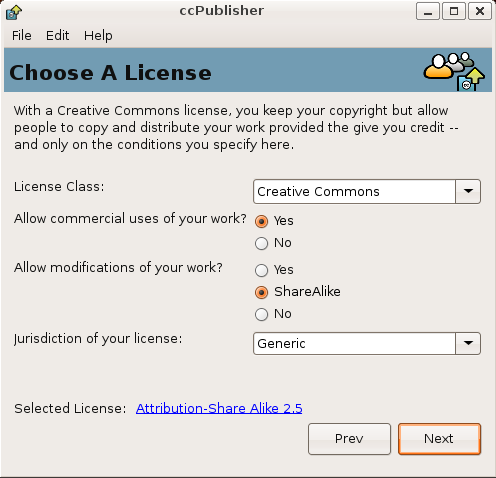 ccPublisher
File Edit Help
Choose A License
With a Creative Commons license, you keep your copyright but allow
people to copy and distribute your work provided the give you credit --
and only on the conditions you specify here.
License Class: Creative Commons
Allow commercial uses of your work? Yes
No
Allow modifications of your work? Yes
ShareAlike
No
Jurisdiction of your license: Generic
Selected License: Attribution-Share Alike 2.5
Prev Next